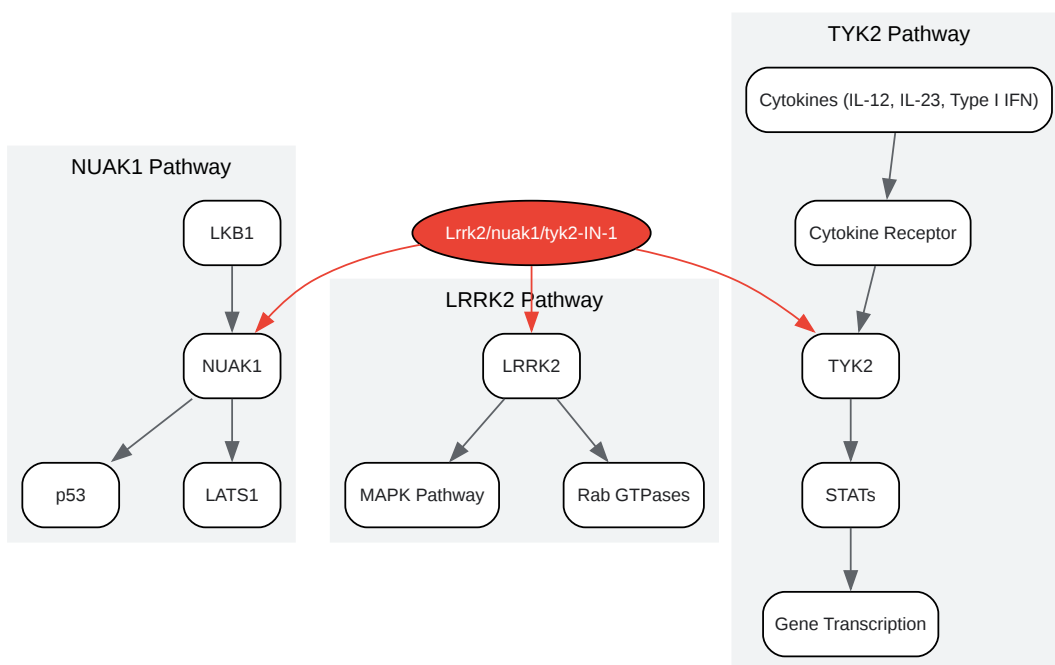 TYK2 Pathway
Cytokines (IL-12, IL-23, Type I IFN)
NUAK1 Pathway
LKB1
Lrrk2/nuak1/tyk2-IN-1
Cytokine Receptor
LRRK2 Pathway
NUAK1
LRRK2
TYK2
p53
LATS1
MAPK Pathway
Rab GTPases
STATs
Gene Transcription